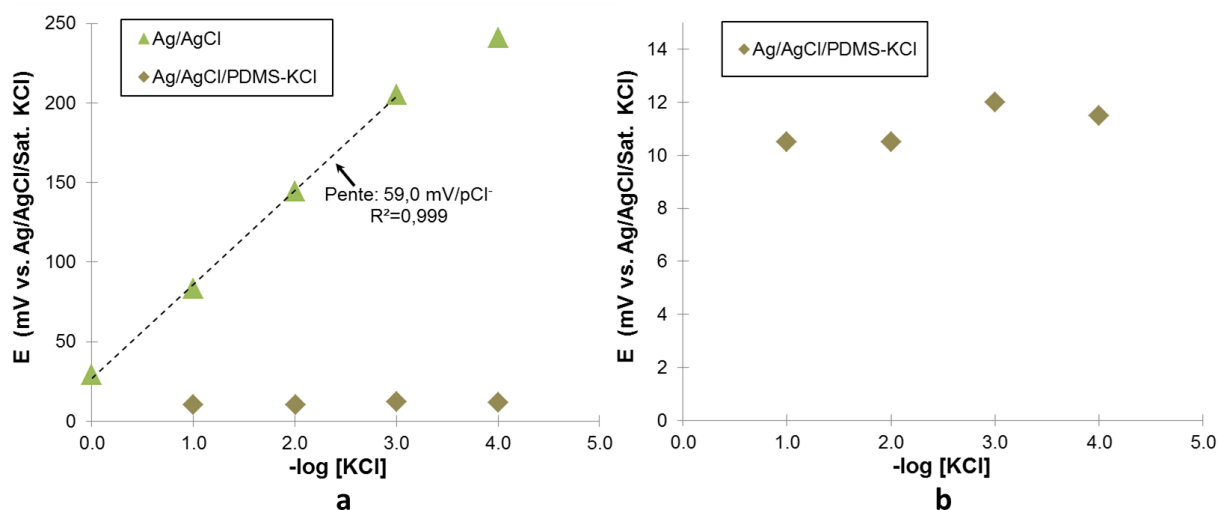 Ag/AgCl
Ag/AgCl/PDMS-KCl
E (mV vs. Ag/AgCl/Sat. KCl)
250
200
150
100
50
0
Pente: 59,0 mV/pCl⁻
R²=0,999
0.0 1.0 2.0 3.0 4.0 5.0
-log [KCl]
a
Ag/AgCl/PDMS-KCl
E (mV vs. Ag/AgCl/Sat. KCl)
14
12
10
8
6
4
2
0
0.0 1.0 2.0 3.0 4.0 5.0
-log [KCl]
b